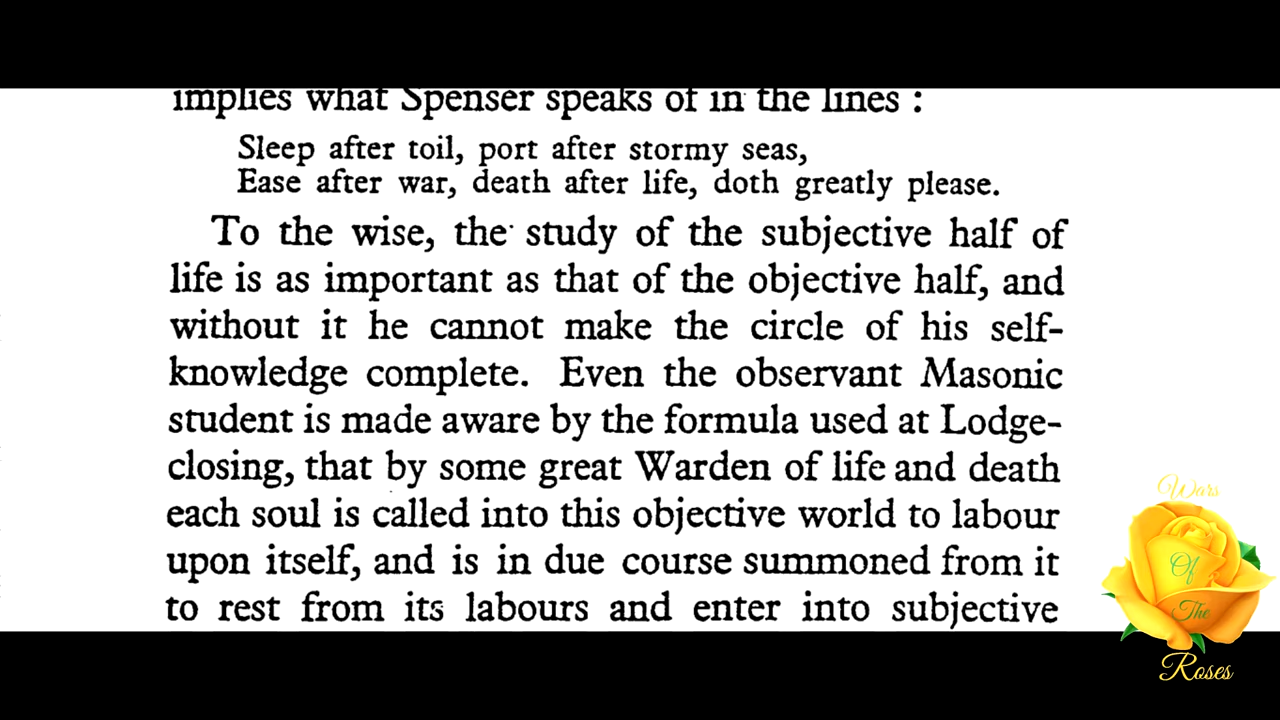 implies what Spenser speaks of in the lines :
Sleep after toil, port after stormy seas,
Ease after war, death after life, doth greatly please.
To the wise, the study of the subjective half of
life is as important as that of the objective half, and
without it he cannot make the circle of his self-
knowledge complete. Even the observant Masonic
student is made aware by the formula used at Lodge-
closing, that by some great Warden of life and death
each soul is called into this objective world to labour
upon itself, and is in due course summoned from it
to rest from its labours and enter into subjective
Wars
Of
The
Roses